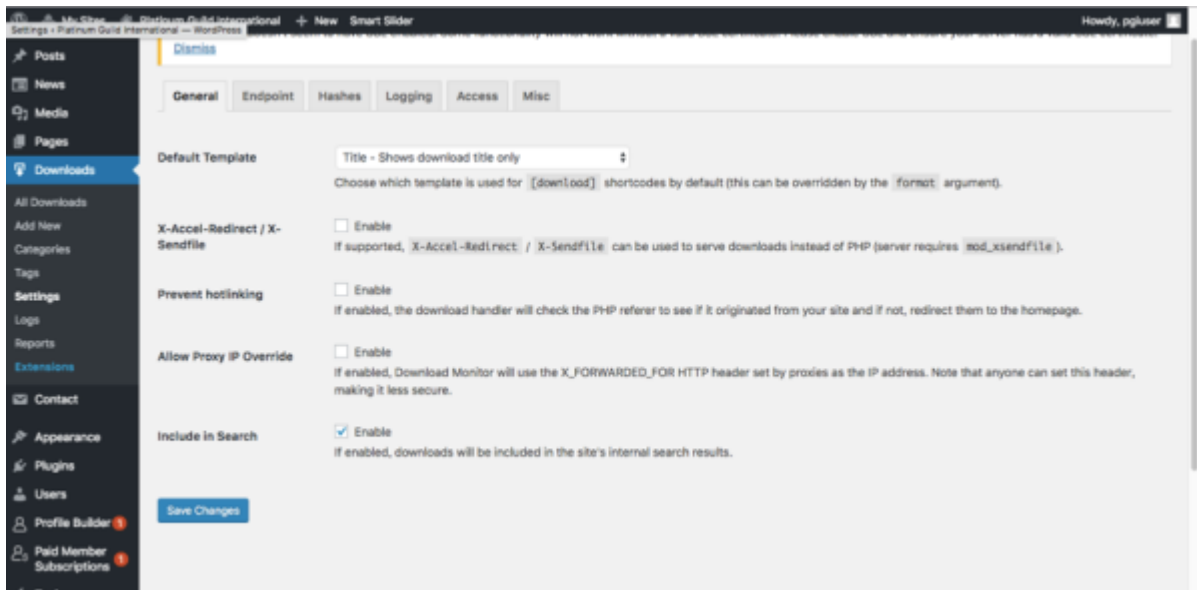 My Sites Platinum Guild International + New Smart Slider Howdy, pgluser
Settings ‹ Platinum Guild International — WordPress
Dismiss
Posts
News
Media
Pages
Downloads
All Downloads
Add New
Categories
Tags
Settings
Logs
Reports
Extensions
Contact
Appearance
Plugins
Users
Profile Builder 1
Paid Member
Subscriptions 1
General Endpoint Hashes Logging Access Misc
Default Template
Title - Shows download title only
Choose which template is used for [download] shortcodes by default (this can be overridden by the format argument).
X-Accel-Redirect / X-
Sendfile
Enable
If supported, X-Accel-Redirect / X-Sendfile can be used to serve downloads instead of PHP (server requires mod_xsendfile ).
Prevent hotlinking
Enable
If enabled, the download handler will check the PHP referer to see if it originated from your site and if not, redirect them to the homepage.
Allow Proxy IP Override
Enable
If enabled, Download Monitor will use the X_FORWARDED_FOR HTTP header set by proxies as the IP address. Note that anyone can set this header,
making it less secure.
Include in Search
Enable
If enabled, downloads will be included in the site's internal search results.
Save Changes